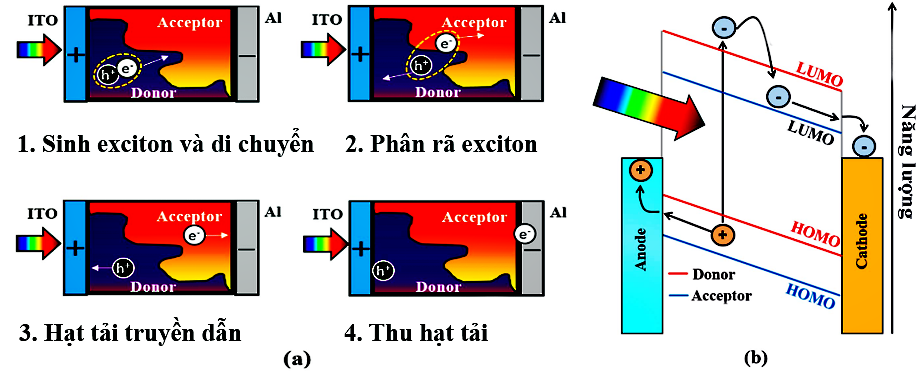 ITO
Al
Acceptor
+
−
h⁺
e⁻
Donor
1. Sinh exciton và di chuyển
ITO
Al
Acceptor
+
−
e⁻
h⁺
Donor
2. Phân rã exciton
ITO
Al
Acceptor
+
−
e⁻
h⁺
Donor
3. Hạt tải truyền dẫn
ITO
Al
Acceptor
+
−
e⁻
h⁺
Donor
4. Thu hạt tải
(a)
-
LUMO
-
LUMO
-
+
+
HOMO
HOMO
Anode
Cathode
Donor
Acceptor
Năng lượng
(b)